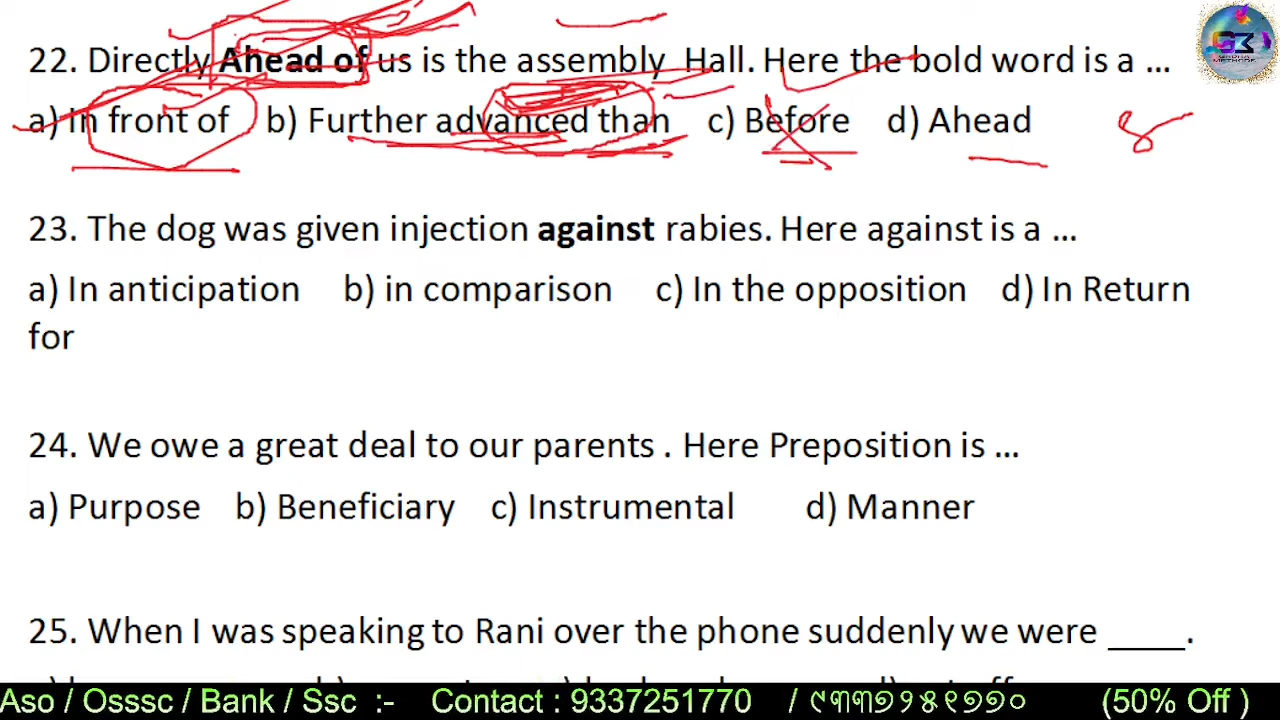 22. Directly Ahead of us is the assembly Hall. Here the bold word is a ...
a) In front of b) Further advanced than c) Before d) Ahead
23. The dog was given injection against rabies. Here against is a ...
a) In anticipation b) in comparison c) In the opposition d) In Return
for
24. We owe a great deal to our parents . Here Preposition is ...
a) Purpose b) Beneficiary c) Instrumental d) Manner
25. When I was speaking to Rani over the phone suddenly we were ____.
Aso / Osssc / Bank / Ssc :- Contact : 9337251770 / ୯୩୩୭୨୫୧୭୭୦ (50% Off )